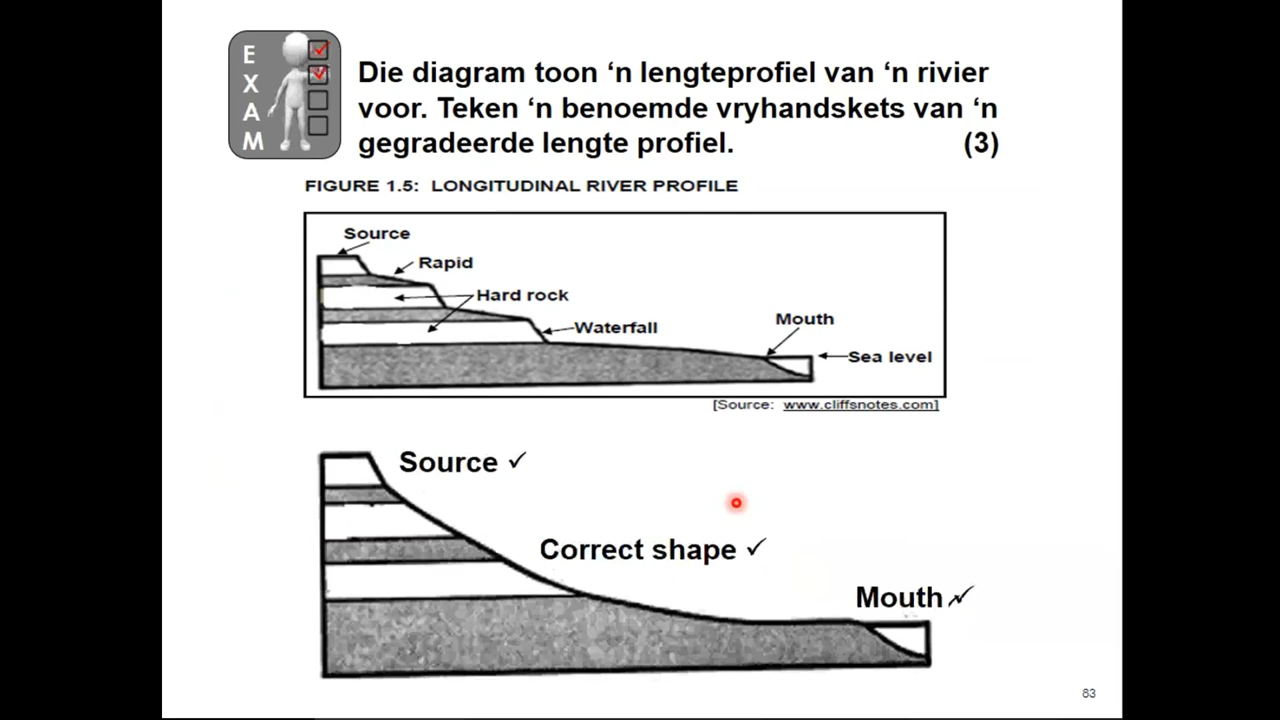 EXAM
Die diagram toon ‘n lengteprofiel van ‘n rivier
voor. Teken ‘n benoemde vryhandskets van ‘n
gegradeerde lengte profiel. (3)
FIGURE 1.5: LONGITUDINAL RIVER PROFILE
Source
Rapid
Hard rock
Waterfall
Mouth
Sea level
[Source: www.cliffsnotes.com]
Source ✓
Correct shape ✓
Mouth ✓
83